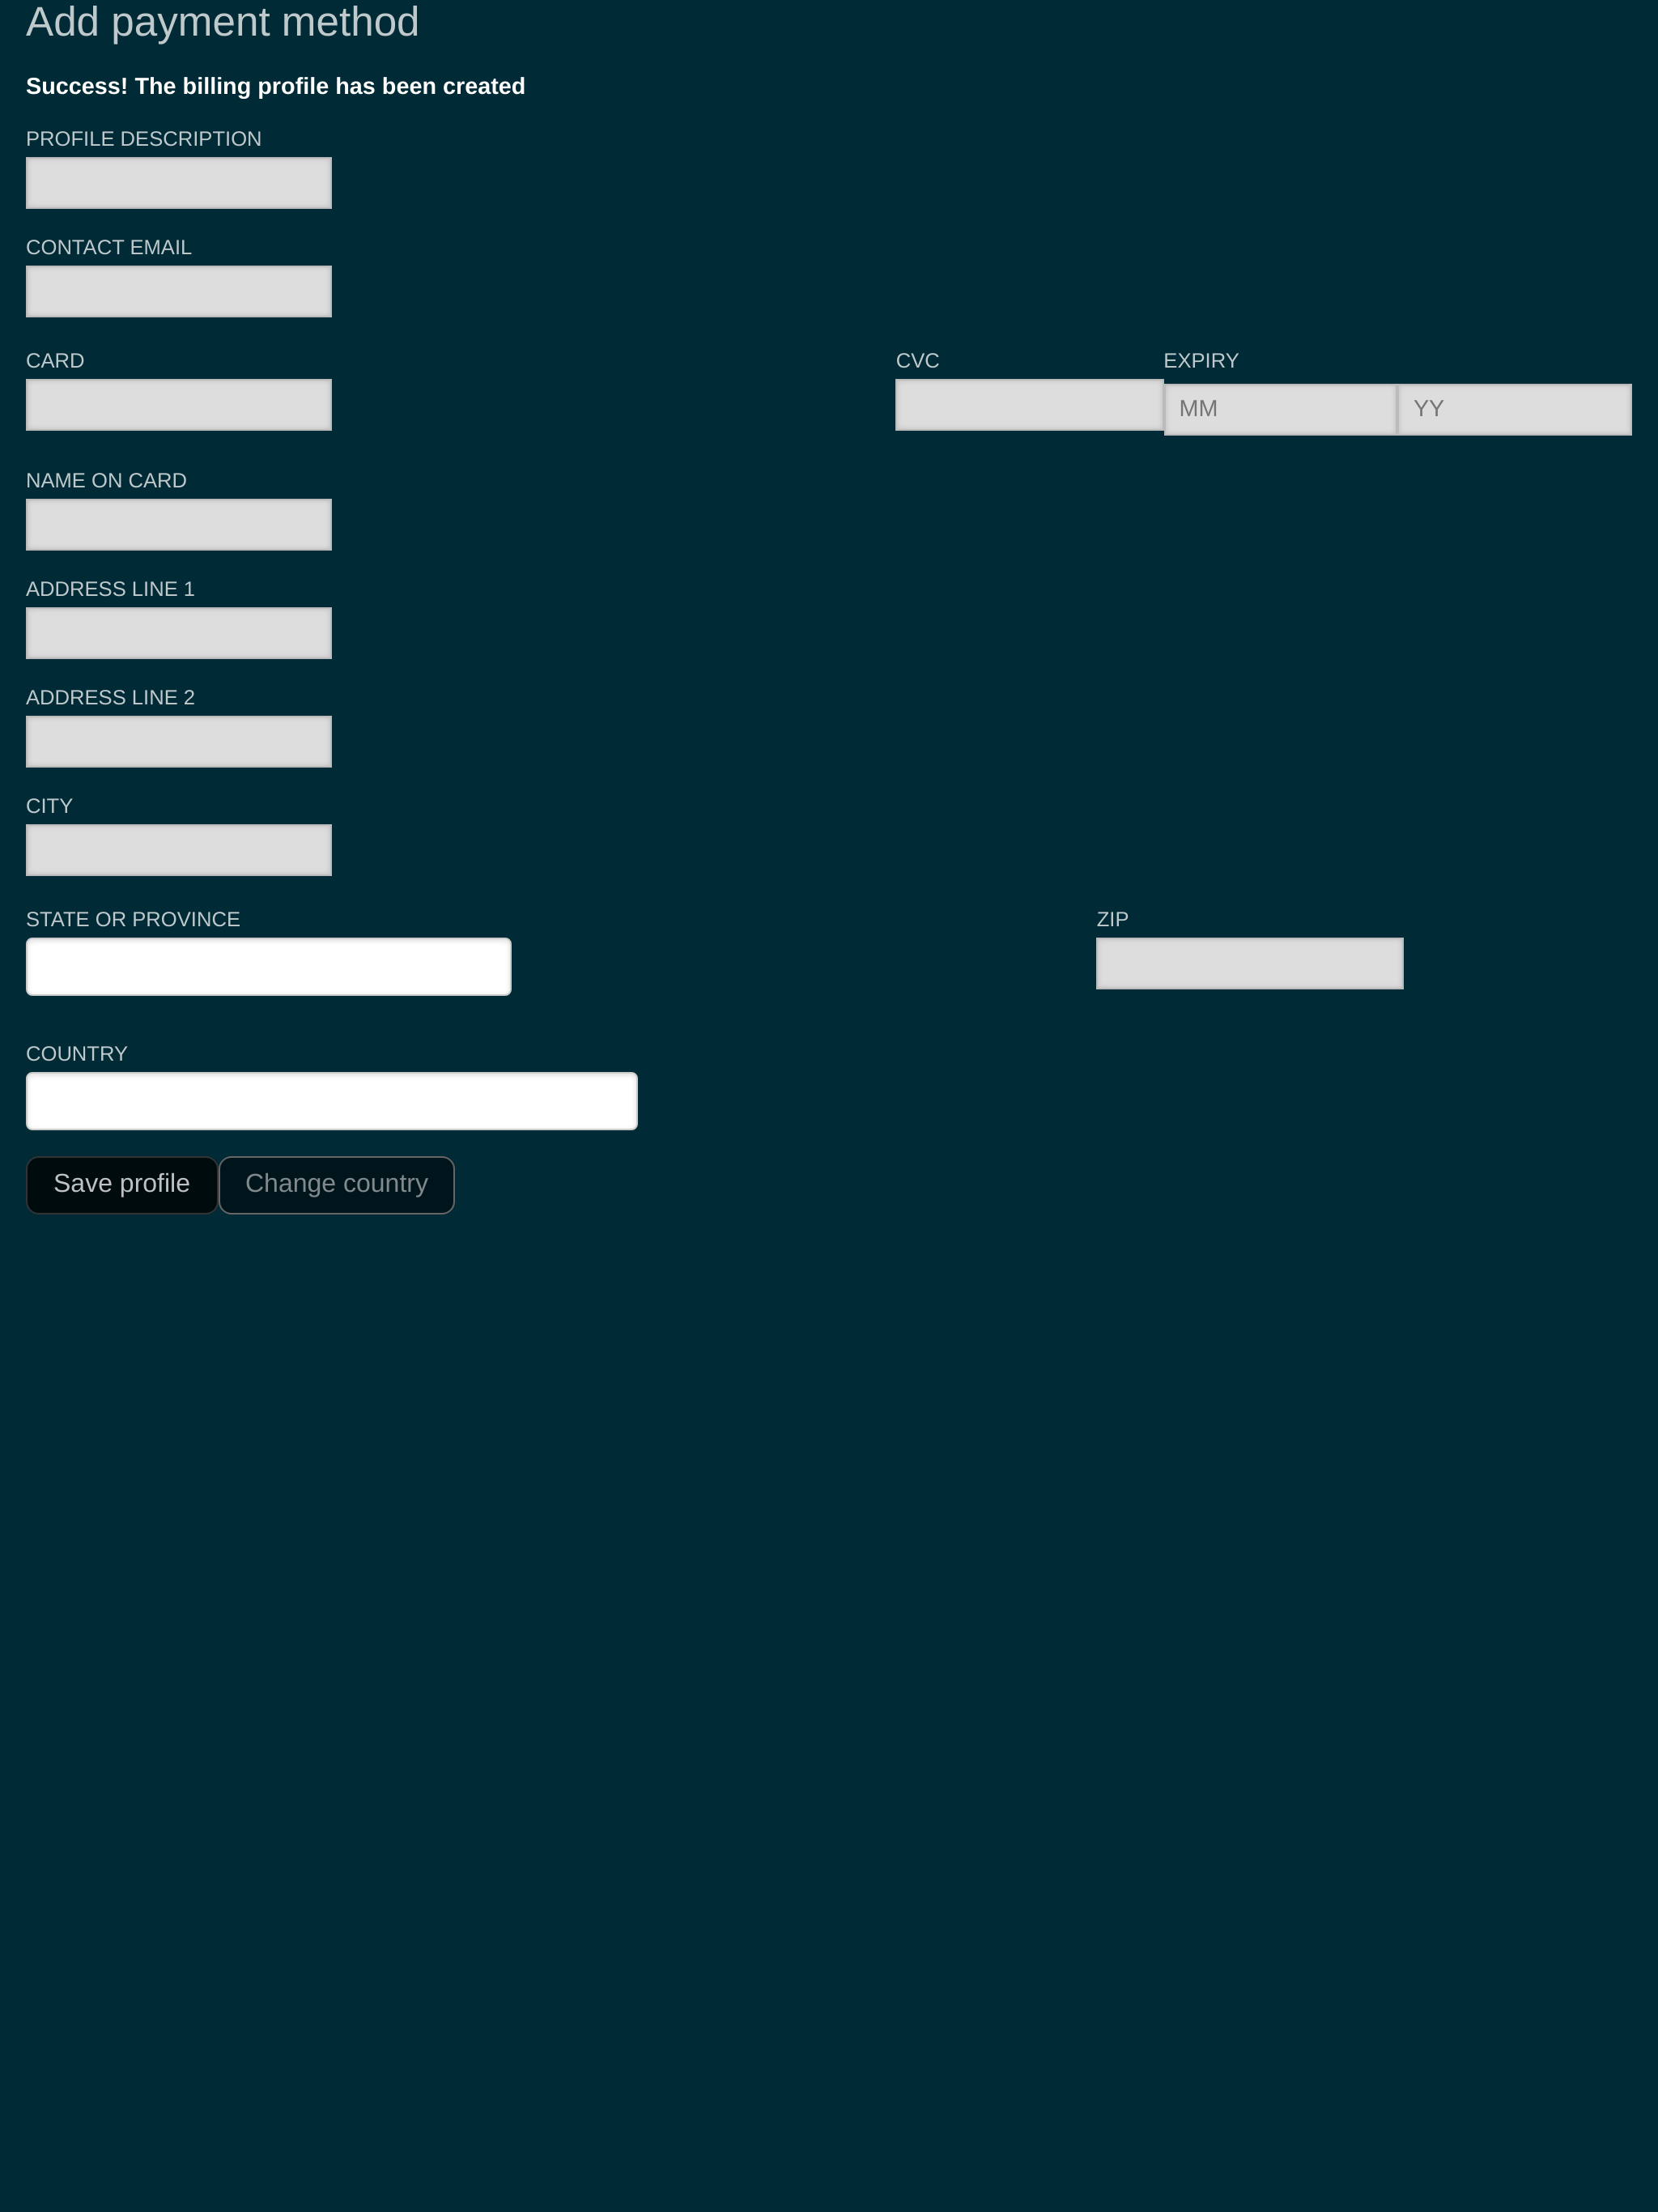 Add payment method
Success! The billing profile has been created
PROFILE DESCRIPTION
CONTACT EMAIL
CARD
CVC
EXPIRY
MM
YY
NAME ON CARD
ADDRESS LINE 1
ADDRESS LINE 2
CITY
STATE OR PROVINCE
ZIP
COUNTRY
Save profile
Change country